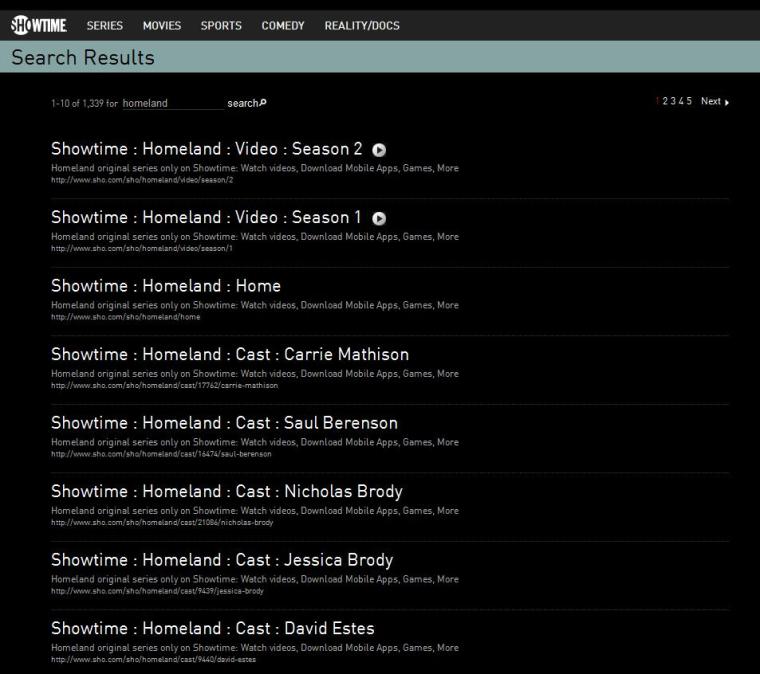 SHOWTIME SERIES MOVIES SPORTS COMEDY REALITY/DOCS
Search Results
1-10 of 1,339 for homeland search 1 2 3 4 5 Next
Showtime : Homeland : Video : Season 2
Homeland original series only on Showtime: Watch videos, Download Mobile Apps, Games, More
http://www.sho.com/sho/homeland/video/season/2
Showtime : Homeland : Video : Season 1
Homeland original series only on Showtime: Watch videos, Download Mobile Apps, Games, More
http://www.sho.com/sho/homeland/video/season/1
Showtime : Homeland : Home
Homeland original series only on Showtime: Watch videos, Download Mobile Apps, Games, More
http://www.sho.com/sho/homeland/home
Showtime : Homeland : Cast : Carrie Mathison
Homeland original series only on Showtime: Watch videos, Download Mobile Apps, Games, More
http://www.sho.com/sho/homeland/cast/17762/carrie-mathison
Showtime : Homeland : Cast : Saul Berenson
Homeland original series only on Showtime: Watch videos, Download Mobile Apps, Games, More
http://www.sho.com/sho/homeland/cast/16474/saul-berenson
Showtime : Homeland : Cast : Nicholas Brody
Homeland original series only on Showtime: Watch videos, Download Mobile Apps, Games, More
http://www.sho.com/sho/homeland/cast/21086/nicholas-brody
Showtime : Homeland : Cast : Jessica Brody
Homeland original series only on Showtime: Watch videos, Download Mobile Apps, Games, More
http://www.sho.com/sho/homeland/cast/9439/jessica-brody
Showtime : Homeland : Cast : David Estes
Homeland original series only on Showtime: Watch videos, Download Mobile Apps, Games, More
http://www.sho.com/sho/homeland/cast/9440/david-estes